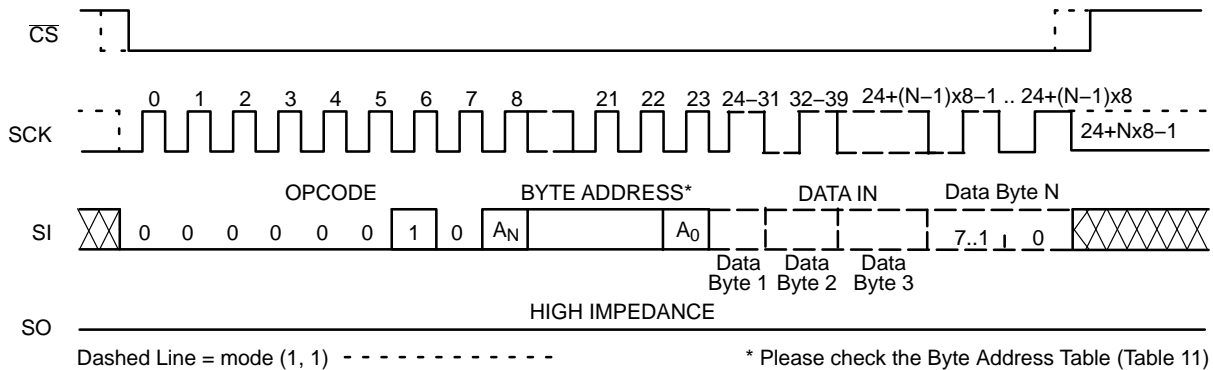 CS
0 1 2 3 4 5 6 7 8 21 22 23 24–31 32–39 24+(N–1)x8–1 .. 24+(N–1)x8
SCK
24+Nx8–1
OPCODE BYTE ADDRESS* DATA IN Data Byte N
SI 0 0 0 0 0 0 1 0 AN A0 7..1 0
Data Byte 1 Data Byte 2 Data Byte 3
HIGH IMPEDANCE
SO
Dashed Line = mode (1, 1) * Please check the Byte Address Table (Table 11)